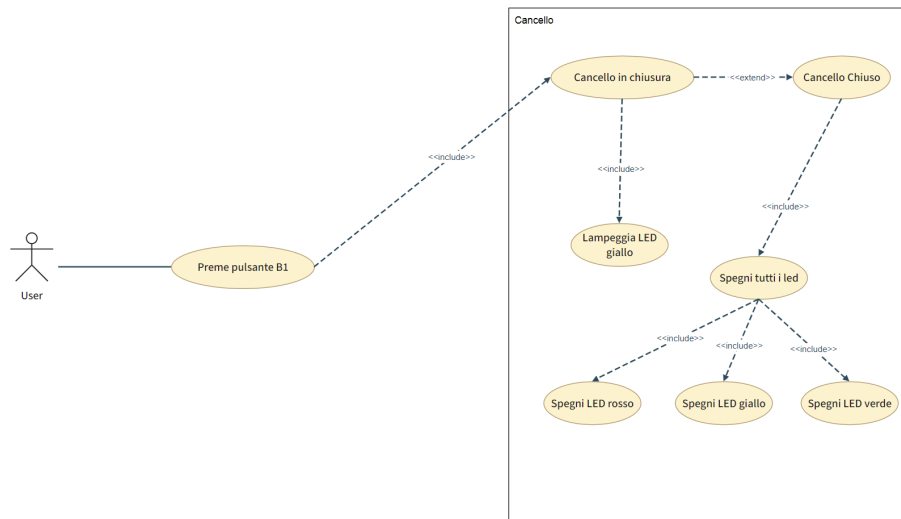 Cancello
Cancello in chiusura
<<extend>>
Cancello Chiuso
<<include>>
<<include>>
<<include>>
Lampeggia LED
giallo
User
Preme pulsante B1
Spegni tutti i led
<<include>>
<<include>>
<<include>>
Spegni LED rosso
Spegni LED giallo
Spegni LED verde